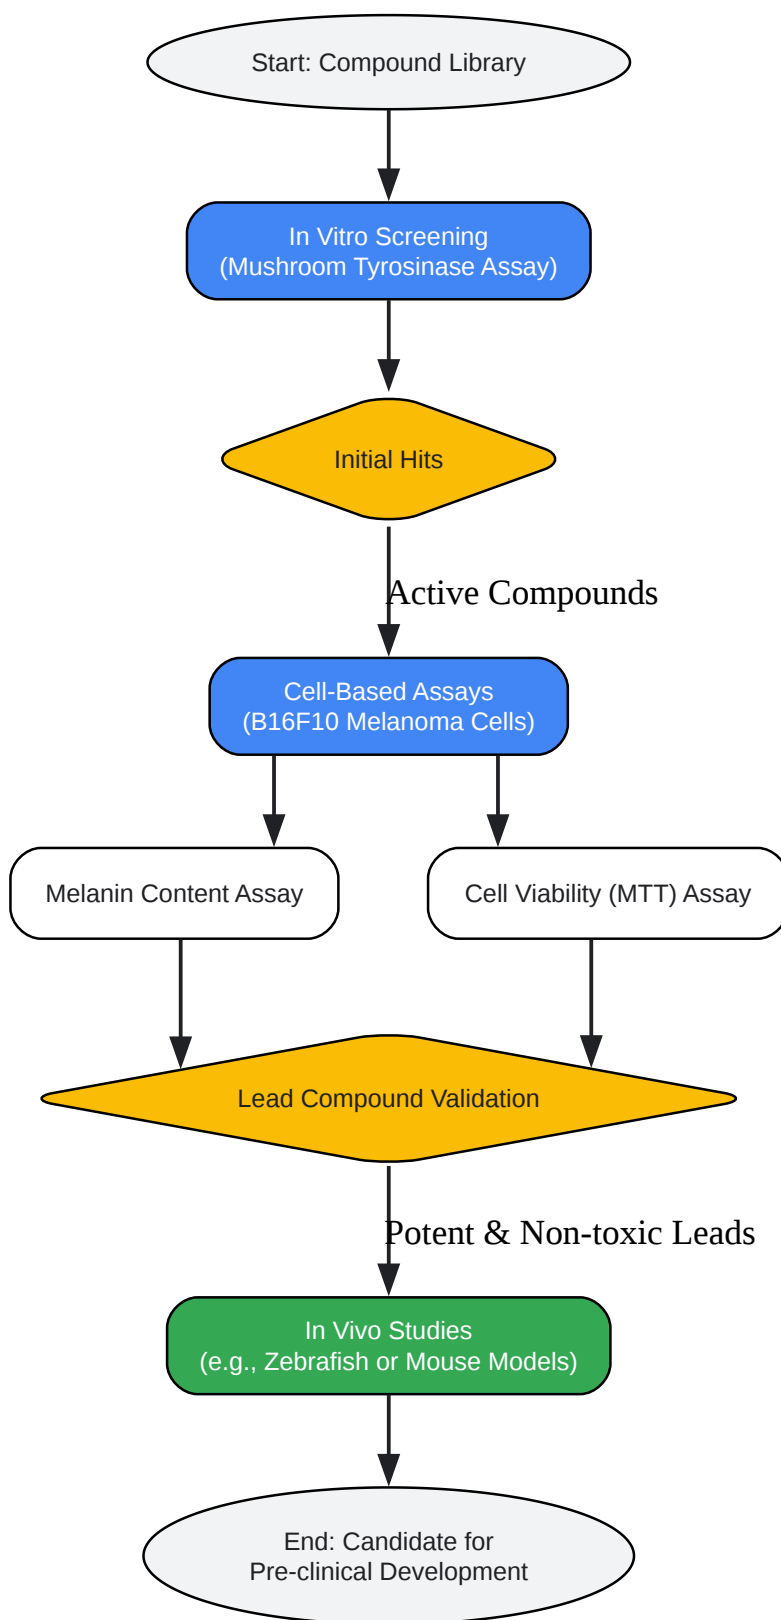 Start: Compound Library
In Vitro Screening
(Mushroom Tyrosinase Assay)
Initial Hits
Active Compounds
Cell-Based Assays
(B16F10 Melanoma Cells)
Melanin Content Assay
Cell Viability (MTT) Assay
Lead Compound Validation
Potent & Non-toxic Leads
In Vivo Studies
(e.g., Zebrafish or Mouse Models)
End: Candidate for
Pre-clinical Development